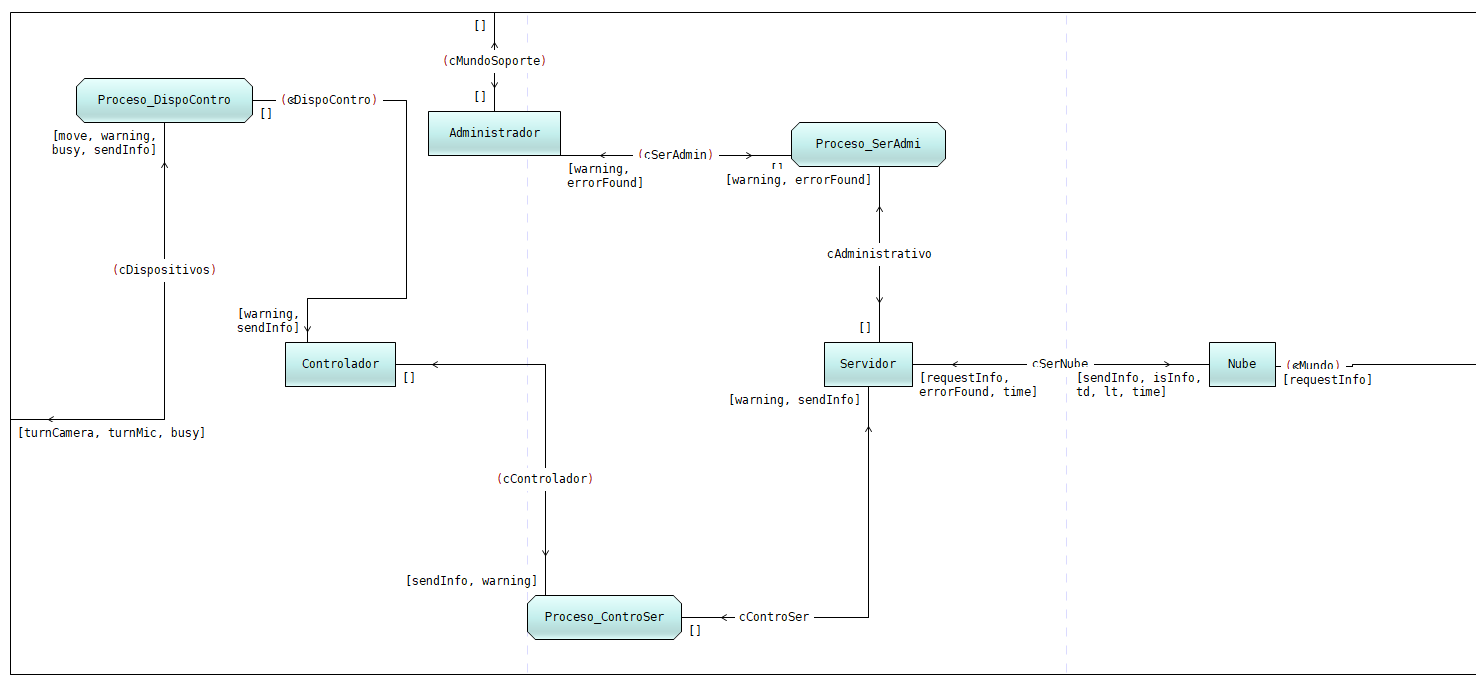 []
(cMundoSoporte)
[]
Proceso_DispoContro
(cDispoContro)
[]
[move, warning,
busy, sendInfo]
Administrador
(cSerAdmin)
[warning,
errorFound]
Proceso_SerAdmi
[]
[warning, errorFound]
cAdministrativo
(cDispositivos)
[warning,
sendInfo]
[]
Controlador
[]
Servidor
cSerNube
[requestInfo,
errorFound, time]
[sendInfo, isInfo,
td, lt, time]
Nube
(cMundo)
[requestInfo]
[warning, sendInfo]
[turnCamera, turnMic, busy]
(cControlador)
[sendInfo, warning]
Proceso_ControSer
cControSer
[]